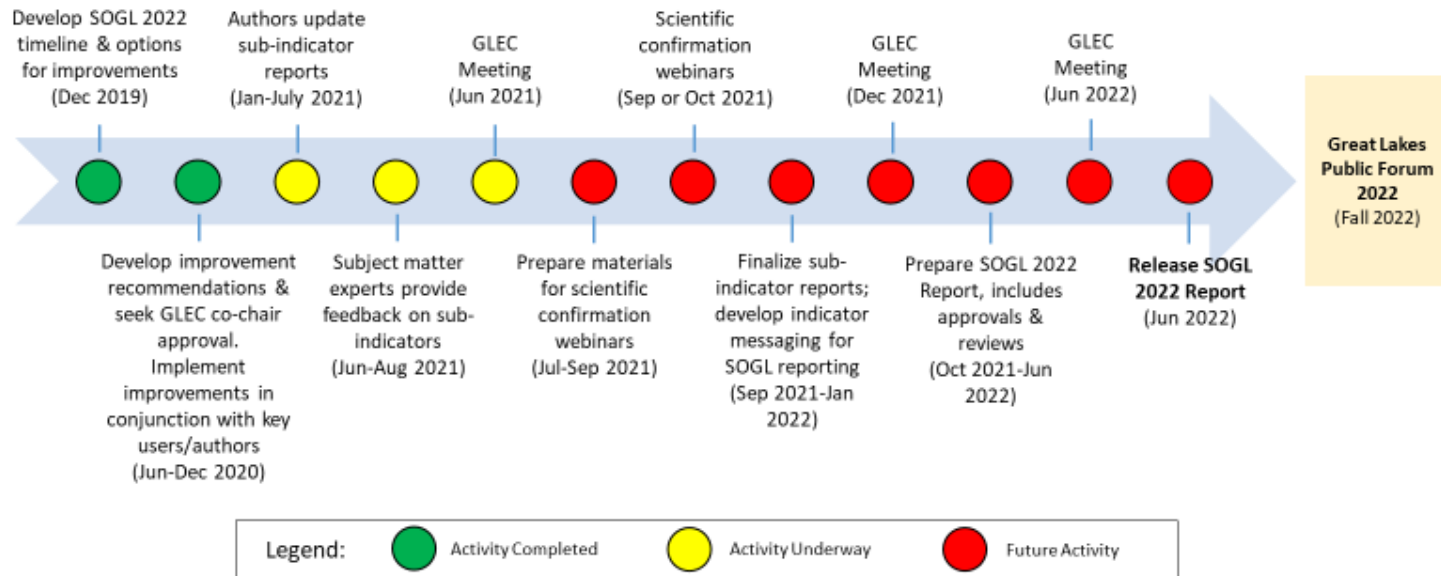 Develop SOGL 2022
timeline & options
for improvements
(Dec 2019)
Authors update
sub-indicator
reports
(Jan-July 2021)
GLEC
Meeting
(Jun 2021)
Scientific
confirmation
webinars
(Sep or Oct 2021)
GLEC
Meeting
(Dec 2021)
GLEC
Meeting
(Jun 2022)
Great Lakes
Public Forum
2022
(Fall 2022)
Develop improvement
recommendations &
seek GLEC co-chair
approval.
Implement
improvements in
conjunction with key
users/authors
(Jun-Dec 2020)
Subject matter
experts provide
feedback on sub-
indicators
(Jun-Aug 2021)
Prepare materials
for scientific
confirmation
webinars
(Jul-Sep 2021)
Finalize sub-
indicator reports;
develop indicator
messaging for
SOGL reporting
(Sep 2021-Jan
2022)
Prepare SOGL 2022
Report, includes
approvals &
reviews
(Oct 2021-Jun
2022)
Release SOGL
2022 Report
(Jun 2022)
Legend:
Activity Completed
Activity Underway
Future Activity